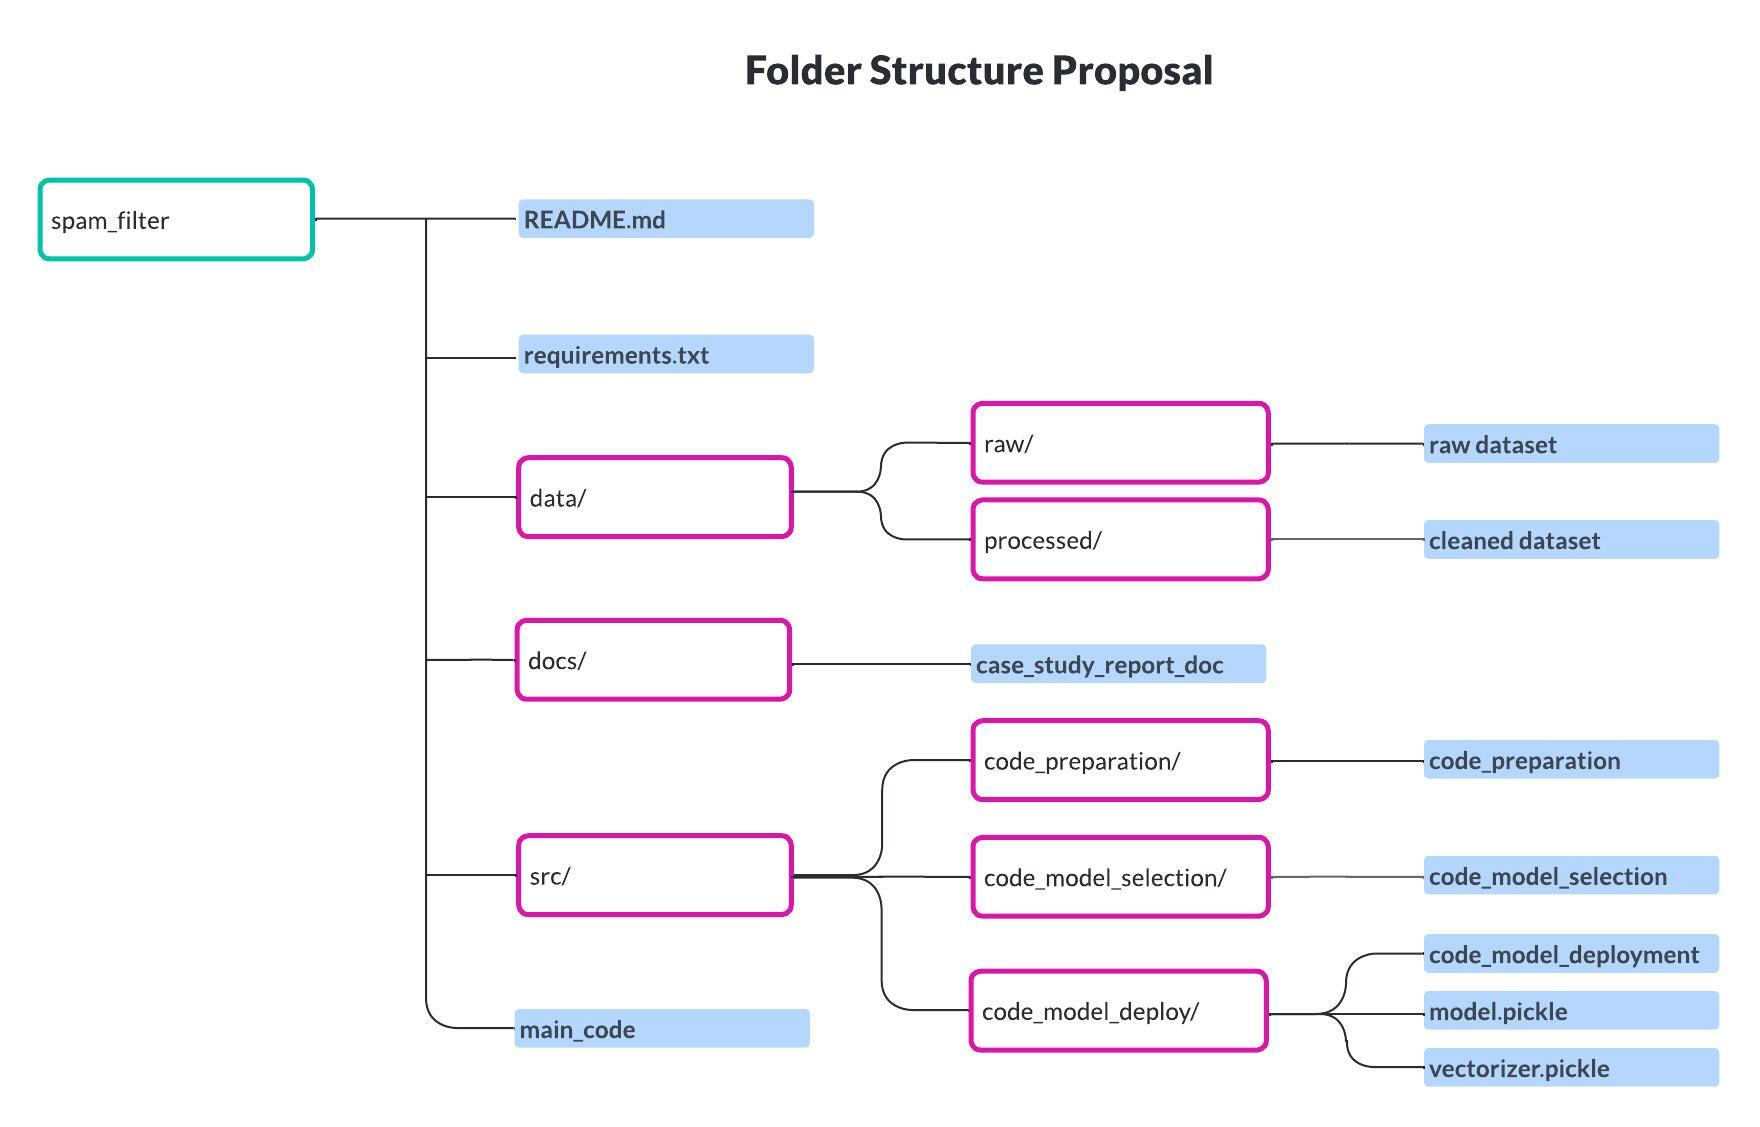 Folder Structure Proposal
spam_filter
README.md
requirements.txt
data/
raw/
raw dataset
processed/
cleaned dataset
docs/
case_study_report_doc
src/
code_preparation/
code_preparation
code_model_selection/
code_model_selection
code_model_deploy/
code_model_deployment
model.pickle
vectorizer.pickle
main_code